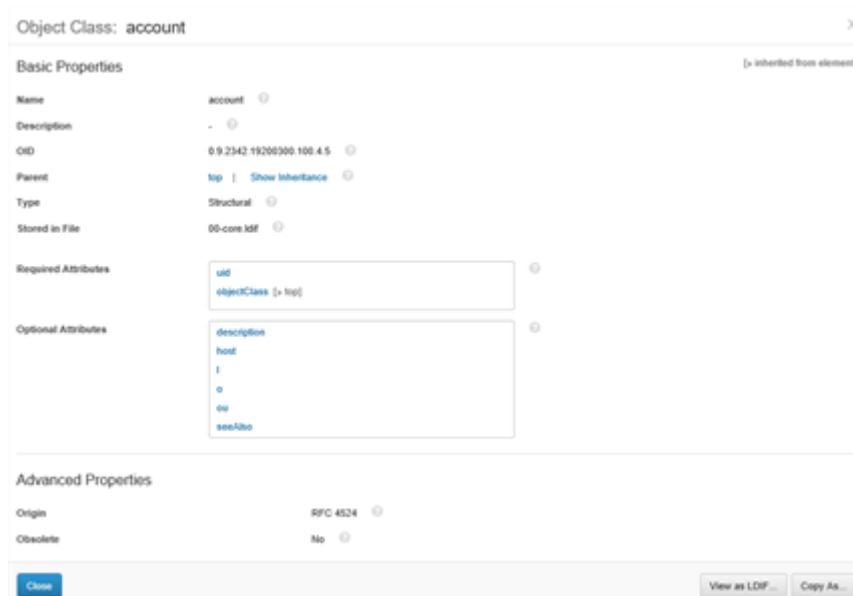 Object Class: account
Basic Properties
[» inherited from element
Name account
Description -
OID 0.9.2342.19200300.100.4.5
Parent top | Show Inheritance
Type Structural
Stored in File 00-core.ldif
Required Attributes
uid
objectClass [» top]
Optional Attributes
description
host
l
o
ou
seeAlso
Advanced Properties
Origin RFC 4524
Obsolete No
Close View as LDIF... Copy As...